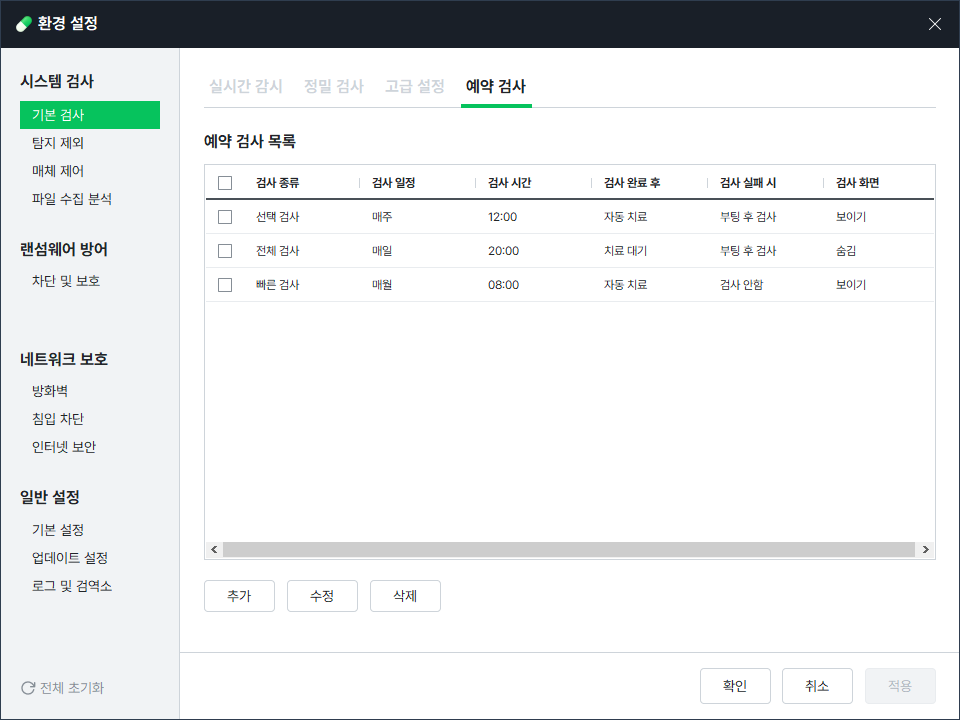 환경 설정
시스템 검사
기본 검사
탐지 제외
매체 제어
파일 수집 분석
랜섬웨어 방어
차단 및 보호
네트워크 보호
방화벽
침입 차단
인터넷 보안
일반 설정
기본 설정
업데이트 설정
로그 및 검역소
전체 초기화
실시간 감시 정밀 검사 고급 설정 예약 검사
예약 검사 목록
검사 종류 검사 일정 검사 시간 검사 완료 후 검사 실패 시 검사 화면
선택 검사 매주 12:00 자동 치료 부팅 후 검사 보이기
전체 검사 매일 20:00 치료 대기 부팅 후 검사 숨김
빠른 검사 매월 08:00 자동 치료 검사 안함 보이기
추가 수정 삭제
확인 취소 적용